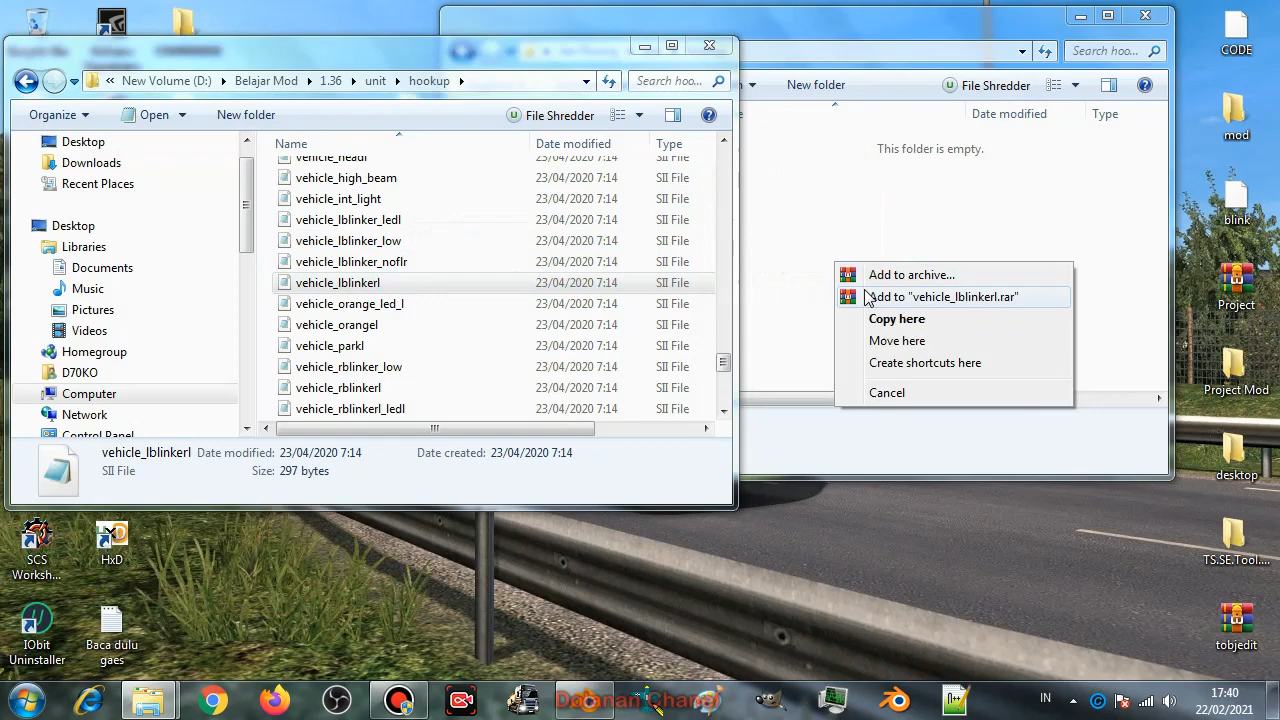 CODE
mod
blink
Project
Project Mod
desktop
TS.SE.Tool....
tobjedit
Search hoo...
New folder
File Shredder
Date modified
Type
This folder is empty.
« New Volume (D:) ▸ Belajar Mod ▸ 1.36 ▸ unit ▸ hookup ▸
Search hoo...
Organize
Open
New folder
File Shredder
Desktop
Downloads
Recent Places
Desktop
Libraries
Documents
Music
Pictures
Videos
Homegroup
D70KO
Computer
Network
Control Panel
Name Date modified Type
vehicle_headl 23/04/2020 7:14 SII File
vehicle_high_beam 23/04/2020 7:14 SII File
vehicle_int_light 23/04/2020 7:14 SII File
vehicle_lblinker_ledl 23/04/2020 7:14 SII File
vehicle_lblinker_low 23/04/2020 7:14 SII File
vehicle_lblinker_noflr 23/04/2020 7:14 SII File
vehicle_lblinkerl 23/04/2020 7:14 SII File
vehicle_orange_led_l 23/04/2020 7:14 SII File
vehicle_orangel 23/04/2020 7:14 SII File
vehicle_parkl 23/04/2020 7:14 SII File
vehicle_rblinker_low 23/04/2020 7:14 SII File
vehicle_rblinkerl 23/04/2020 7:14 SII File
vehicle_rblinkerl_ledl 23/04/2020 7:14 SII File
vehicle_lblinkerl Date modified: 23/04/2020 7:14 Date created: 23/04/2020 7:14
SII File Size: 297 bytes
Add to archive...
Add to "vehicle_lblinkerl.rar"
Copy here
Move here
Create shortcuts here
Cancel
SCS
Worksh...
HxD
IObit
Uninstaller
Baca dulu
gaes
IN
17:40
22/02/2021